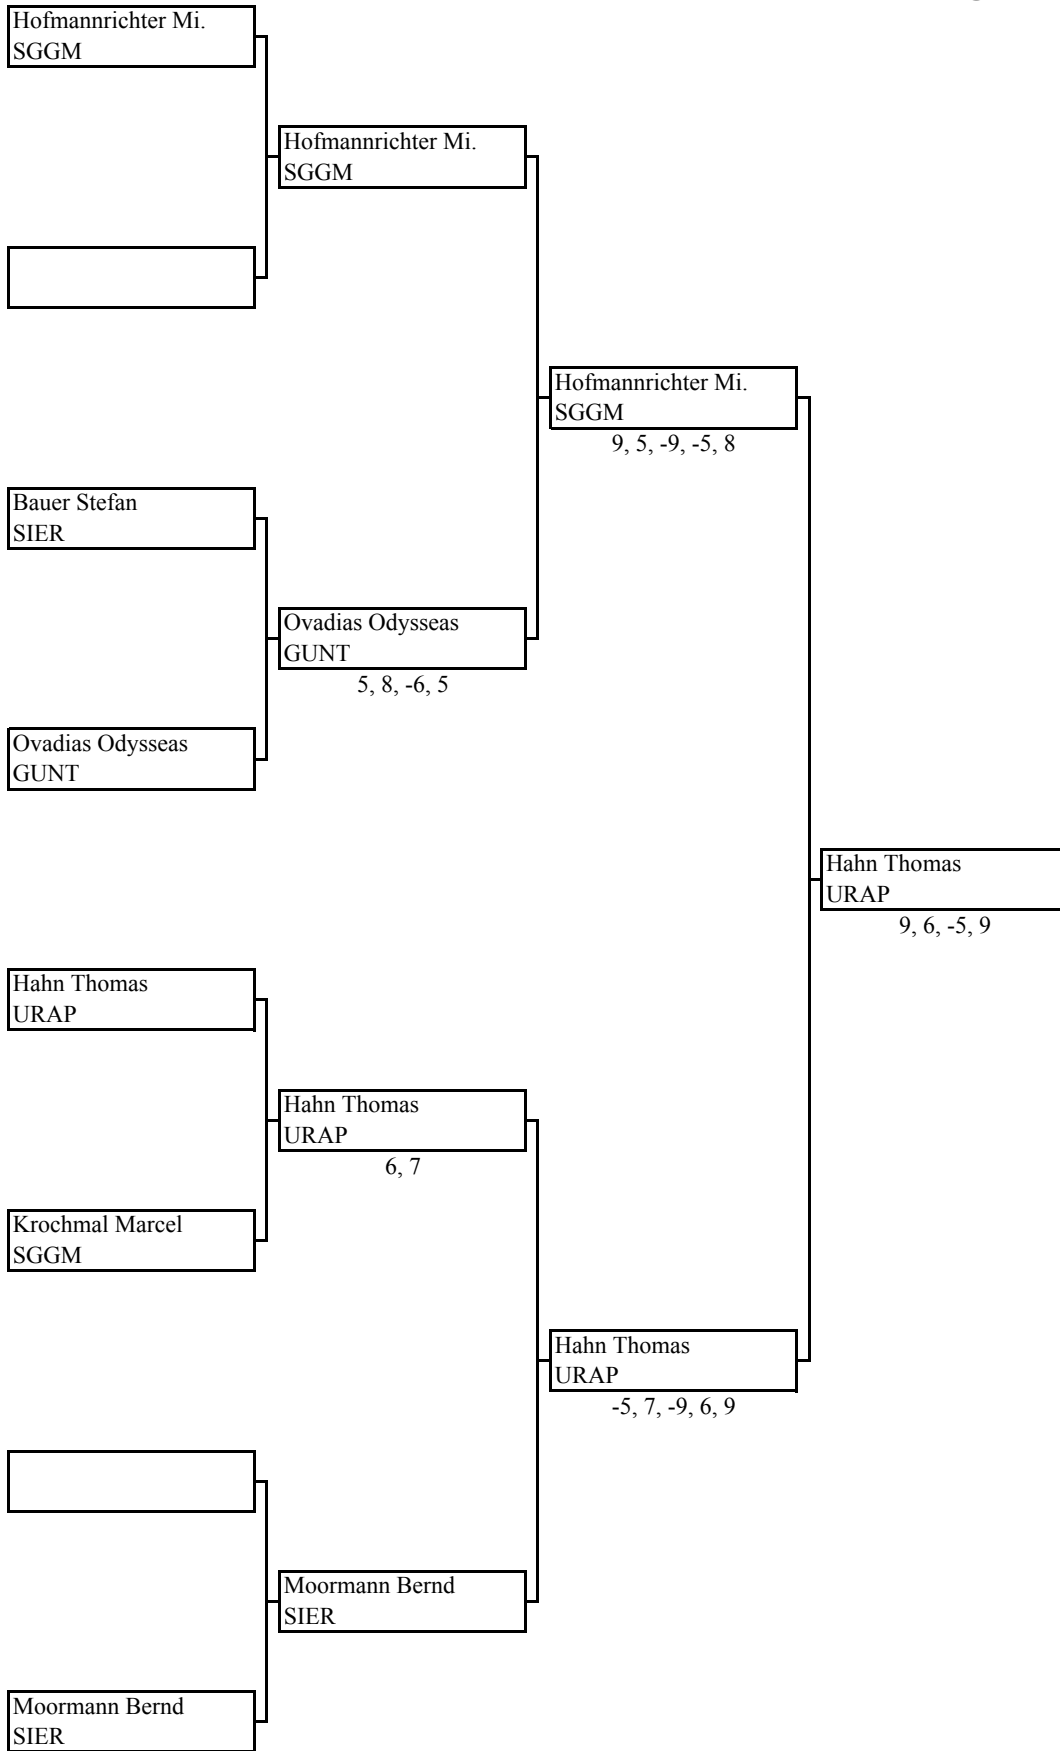 Hofmannrichter Mi.
SGGM
Hofmannrichter Mi.
SGGM
Hofmannrichter Mi.
SGGM
9, 5, -9, -5, 8
Bauer Stefan
SIER
Ovadias Odysseas
GUNT
5, 8, -6, 5
Ovadias Odysseas
GUNT
Hahn Thomas
URAP
9, 6, -5, 9
Hahn Thomas
URAP
Hahn Thomas
URAP
6, 7
Krochmal Marcel
SGGM
Hahn Thomas
URAP
-5, 7, -9, 6, 9
Moormann Bernd
SIER
Moormann Bernd
SIER